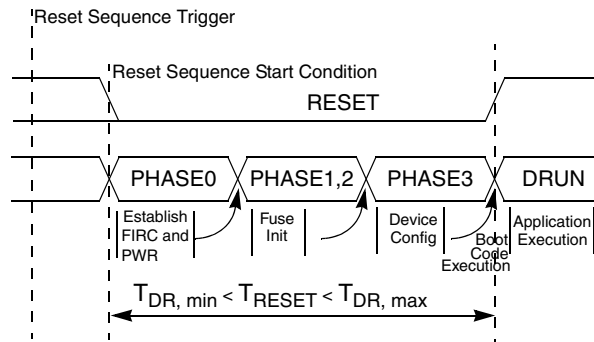 Reset Sequence Trigger
Reset Sequence Start Condition
RESET
PHASE0
PHASE1,2
PHASE3
DRUN
Establish
FIRC and
PWR
Fuse
Init
Device
Config
Boot
Code
Execution
Application
Execution
TDR, min < TRESET < TDR, max